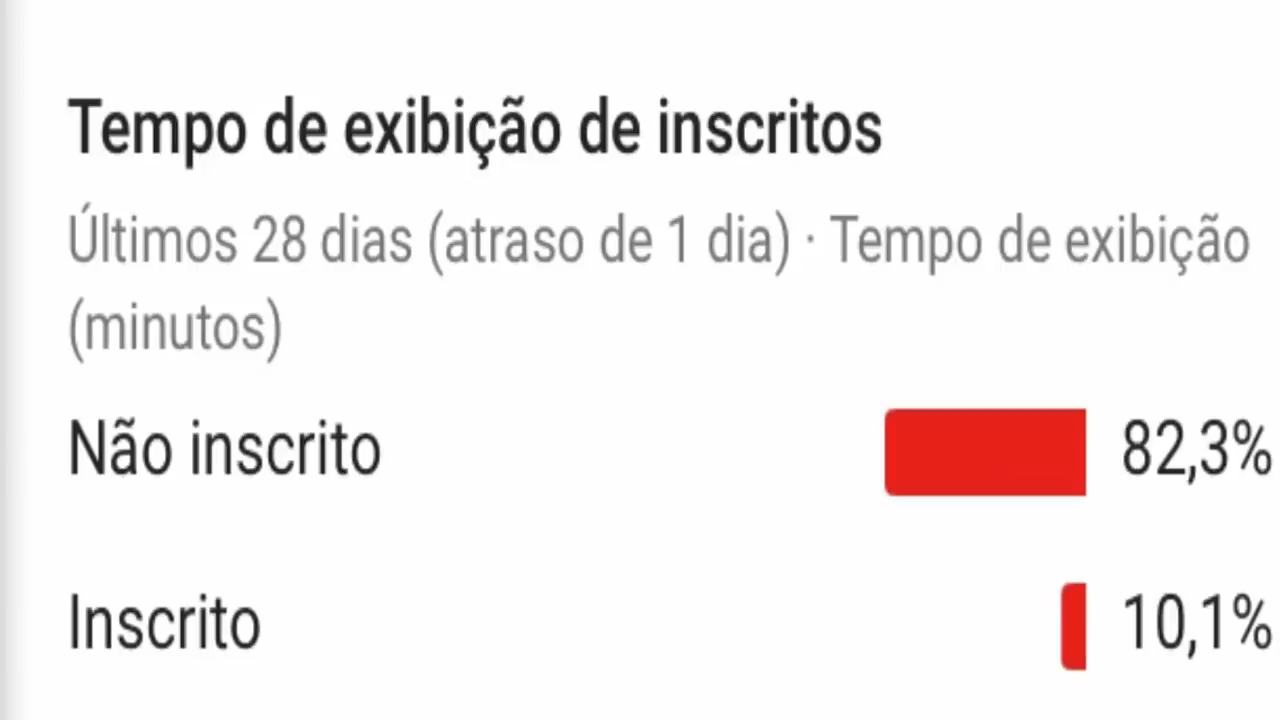 Tempo de exibição de inscritos
Últimos 28 dias (atraso de 1 dia) · Tempo de exibição
(minutos)
Não inscrito 82,3%
Inscrito 10,1%